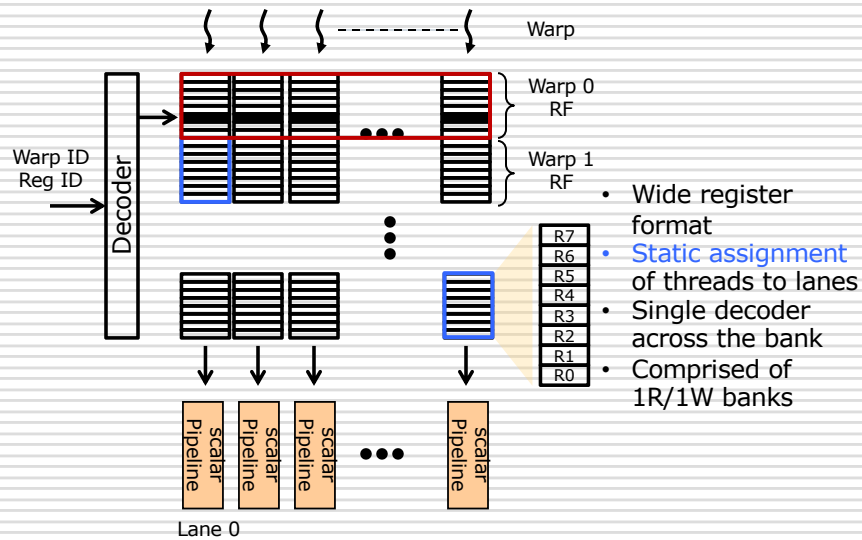 Warp
Warp 0
RF
Warp 1
RF
Warp ID
Reg ID
Decoder
• Wide register
format
• Static assignment
of threads to lanes
• Single decoder
across the bank
• Comprised of
1R/1W banks
R7
R6
R5
R4
R3
R2
R1
R0
scalar
Pipeline
scalar
Pipeline
scalar
Pipeline
scalar
Pipeline
Lane 0